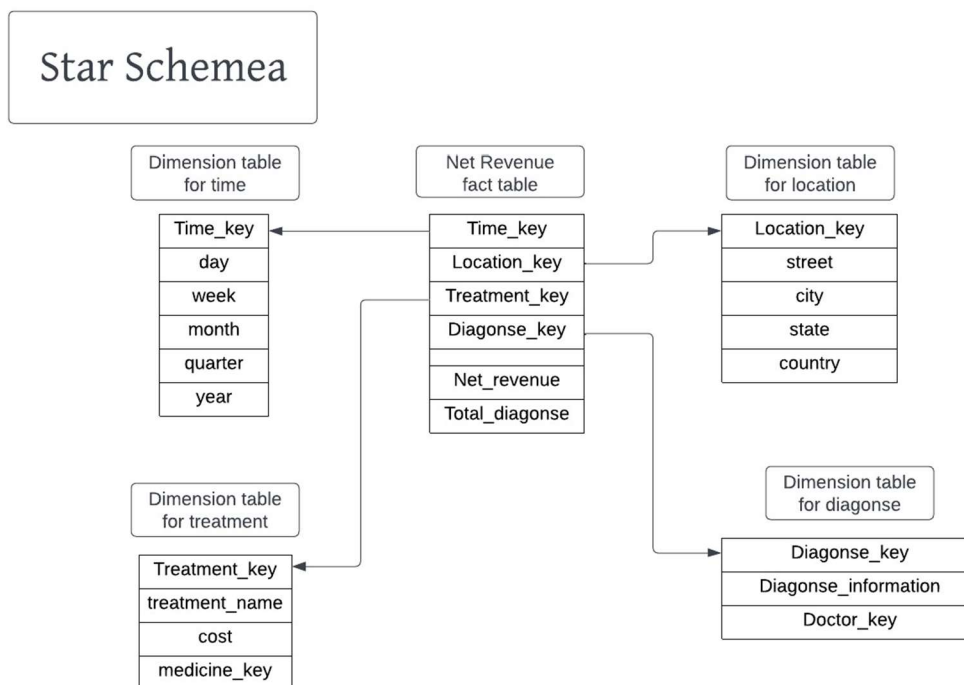 Star Schemea
Dimension table
for time
Time_key
day
week
month
quarter
year
Net Revenue
fact table
Time_key
Location_key
Treatment_key
Diagonse_key
Net_revenue
Total_diagonse
Dimension table
for location
Location_key
street
city
state
country
Dimension table
for treatment
Treatment_key
treatment_name
cost
medicine_key
Dimension table
for diagonse
Diagonse_key
Diagonse_information
Doctor_key